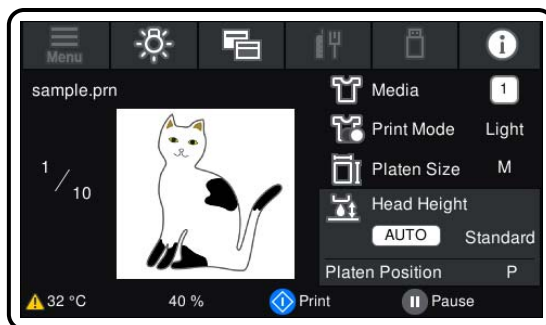 Menu
sample.prn
1/10
Media 1
Print Mode Light
Platen Size M
Head Height
AUTO Standard
Platen Position P
32 °C 40 % Print Pause